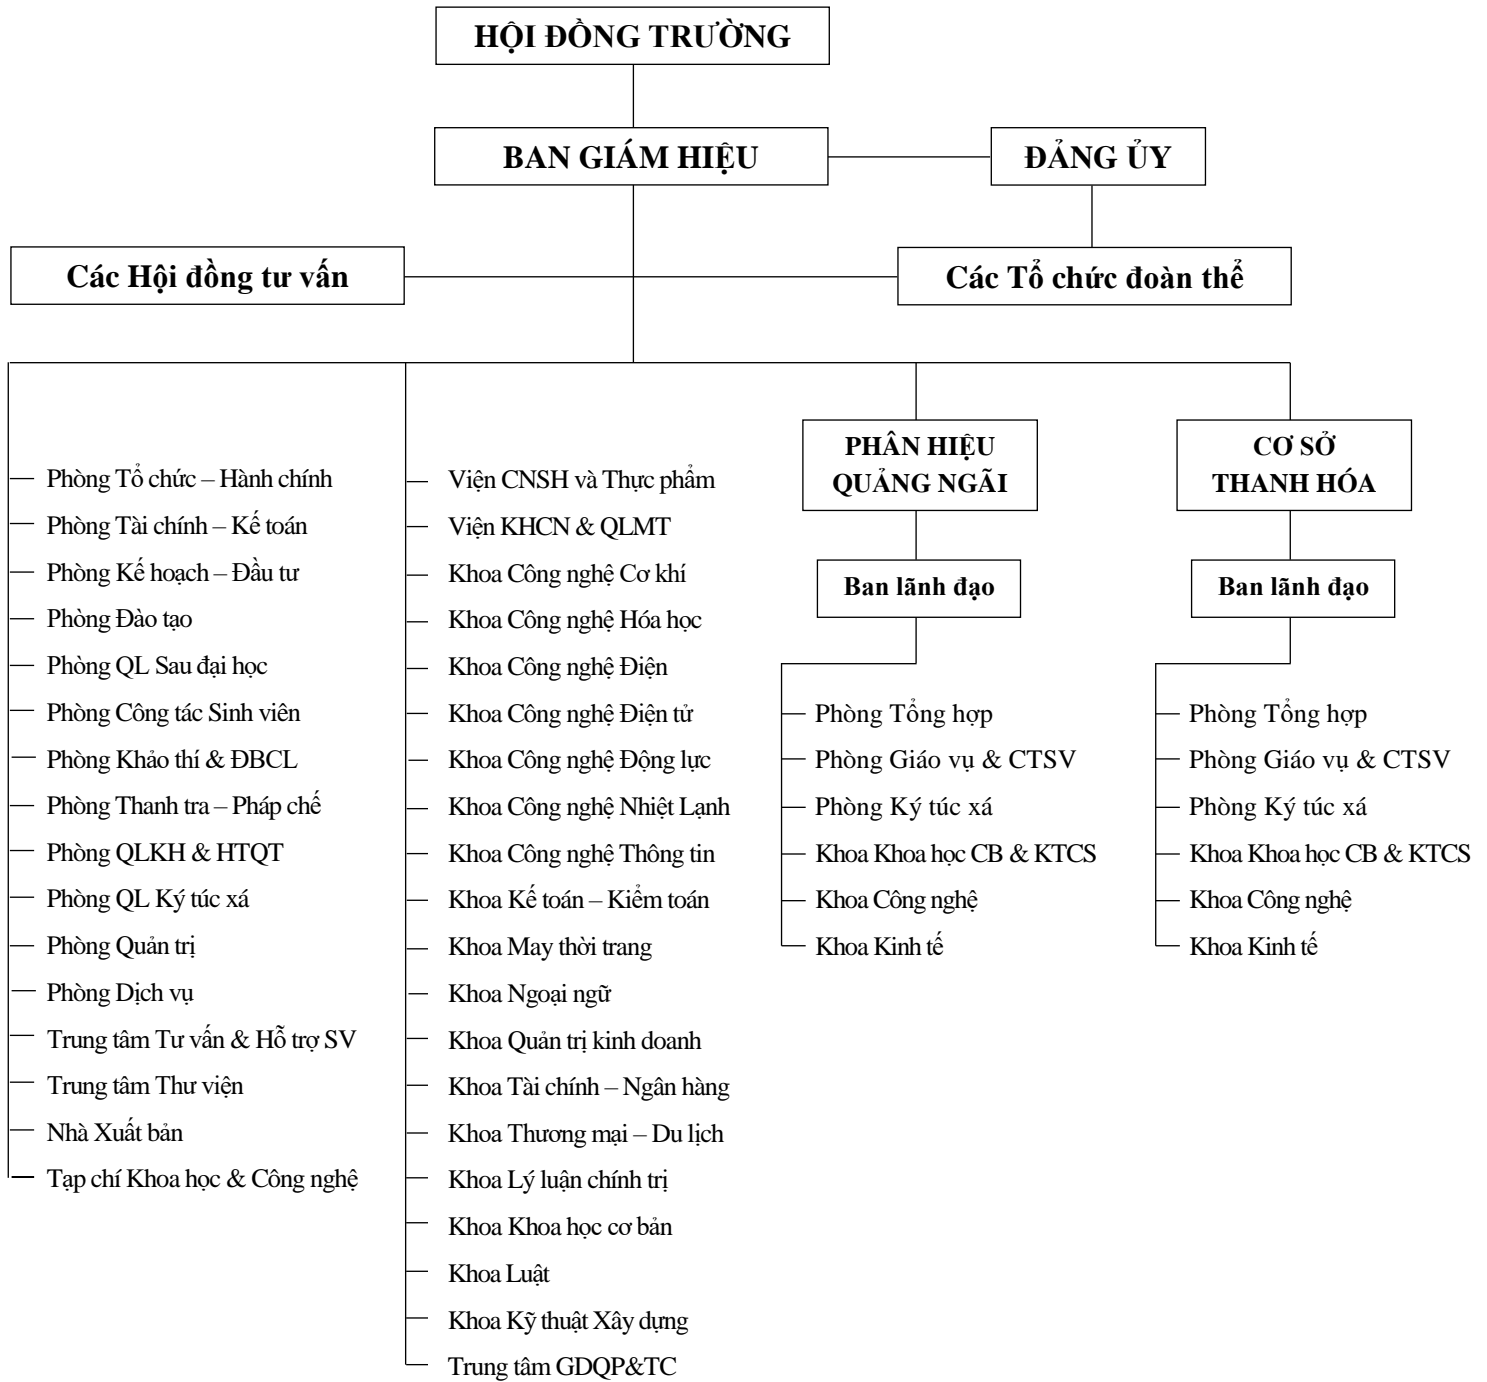 HỘI ĐỒNG TRƯỜNG
BAN GIÁM HIỆU
ĐẢNG ỦY
Các Hội đồng tư vấn
Các Tổ chức đoàn thể
Phòng Tổ chức – Hành chính
Phòng Tài chính – Kế toán
Phòng Kế hoạch – Đầu tư
Phòng Đào tạo
Phòng QL Sau đại học
Phòng Công tác Sinh viên
Phòng Khảo thí & ĐBCL
Phòng Thanh tra – Pháp chế
Phòng QLKH & HTQT
Phòng QL Ký túc xá
Phòng Quản trị
Phòng Dịch vụ
Trung tâm Tư vấn & Hỗ trợ SV
Trung tâm Thư viện
Nhà Xuất bản
Tạp chí Khoa học & Công nghệ
Viện CNSH và Thực phẩm
Viện KHCN & QLMT
Khoa Công nghệ Cơ khí
Khoa Công nghệ Hóa học
Khoa Công nghệ Điện
Khoa Công nghệ Điện tử
Khoa Công nghệ Động lực
Khoa Công nghệ Nhiệt Lạnh
Khoa Công nghệ Thông tin
Khoa Kế toán – Kiểm toán
Khoa May thời trang
Khoa Ngoại ngữ
Khoa Quản trị kinh doanh
Khoa Tài chính – Ngân hàng
Khoa Thương mại – Du lịch
Khoa Lý luận chính trị
Khoa Khoa học cơ bản
Khoa Luật
Khoa Kỹ thuật Xây dựng
Trung tâm GDQP&TC
PHÂN HIỆU
QUẢNG NGÃI
Ban lãnh đạo
Phòng Tổng hợp
Phòng Giáo vụ & CTSV
Phòng Ký túc xá
Khoa Khoa học CB & KTCS
Khoa Công nghệ
Khoa Kinh tế
CƠ SỞ
THANH HÓA
Ban lãnh đạo
Phòng Tổng hợp
Phòng Giáo vụ & CTSV
Phòng Ký túc xá
Khoa Khoa học CB & KTCS
Khoa Công nghệ
Khoa Kinh tế